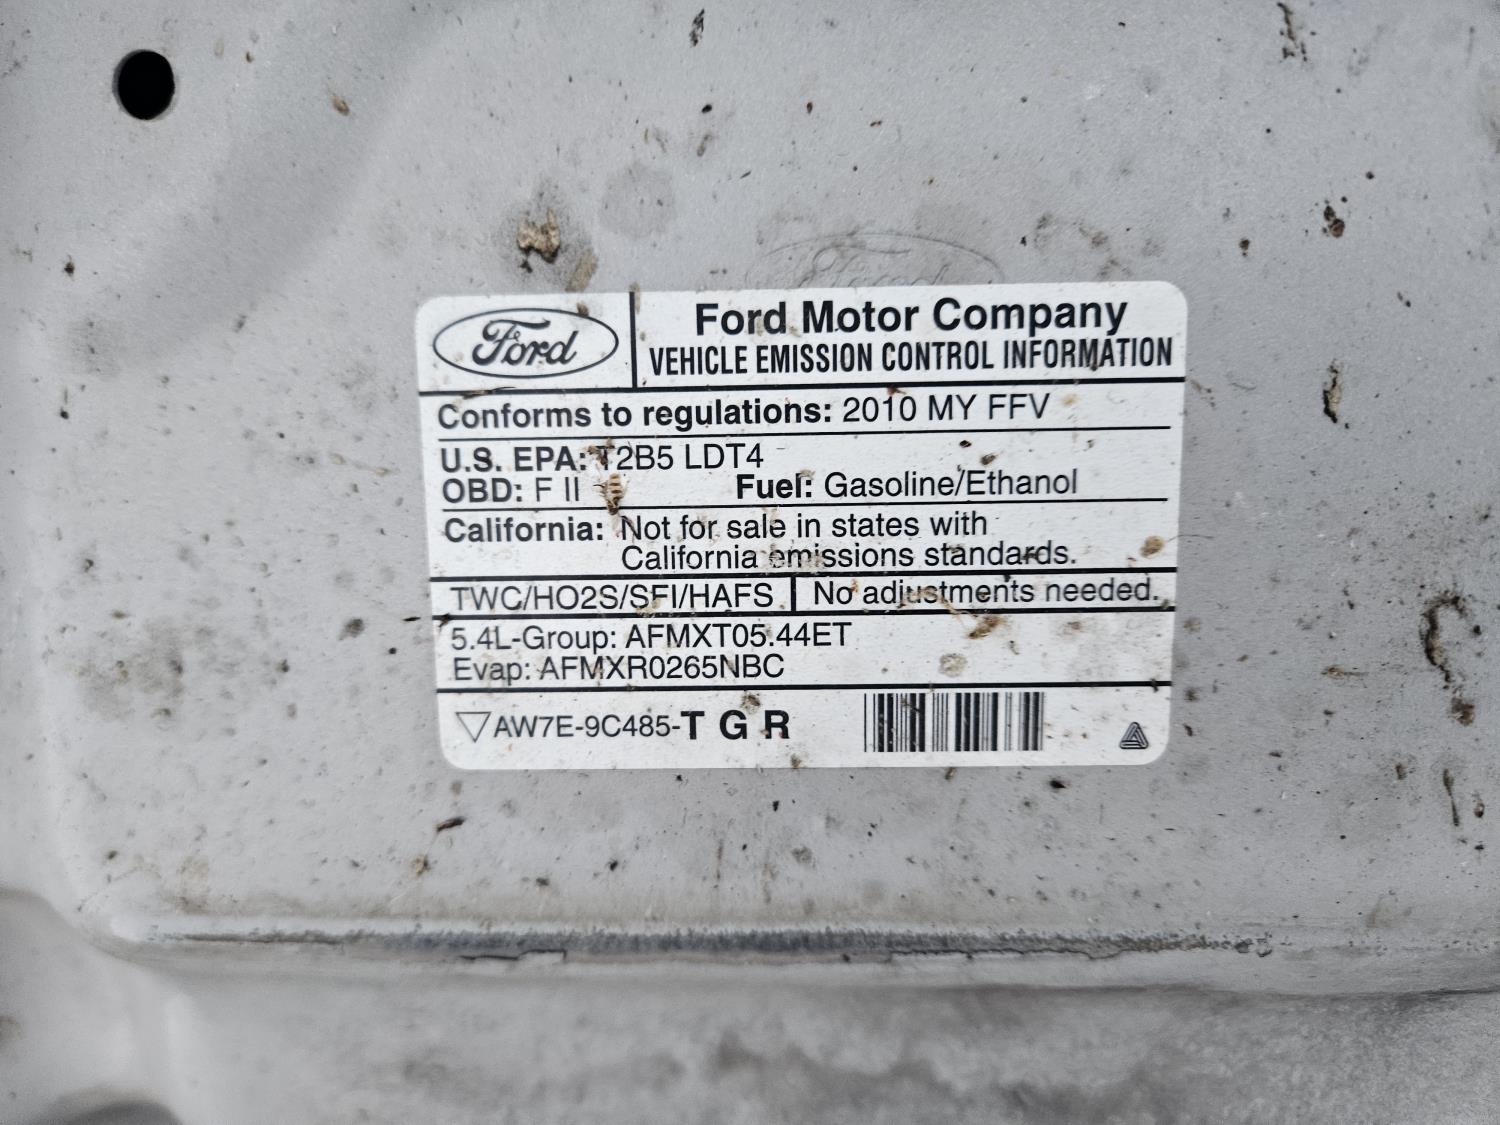 Ford
Ford
Ford Motor Company
VEHICLE EMISSION CONTROL INFORMATION
Conforms to regulations: 2010 MY FFV
U.S. EPA: T2B5 LDT4
OBD: F II Fuel: Gasoline/Ethanol
California: Not for sale in states with
California emissions standards.
TWC/HO2S/SFI/HAFS No adjustments needed.
5.4L-Group: AFMXT05.44ET
Evap: AFMXR0265NBC
AW7E-9C485-T G R